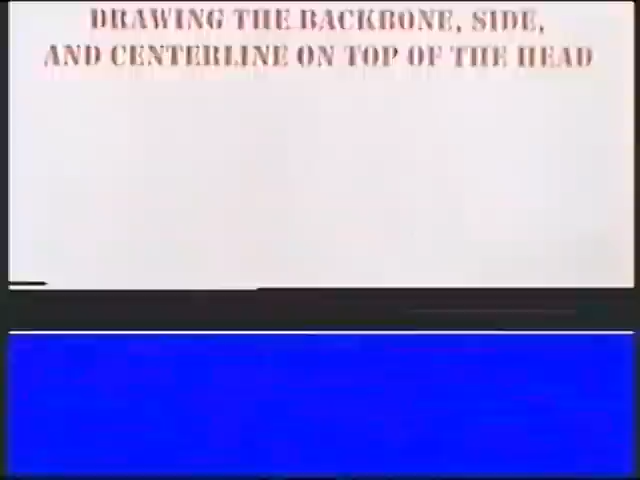 DRAWING THE BACKBONE, SIDE,
AND CENTERLINE ON TOP OF THE HEAD